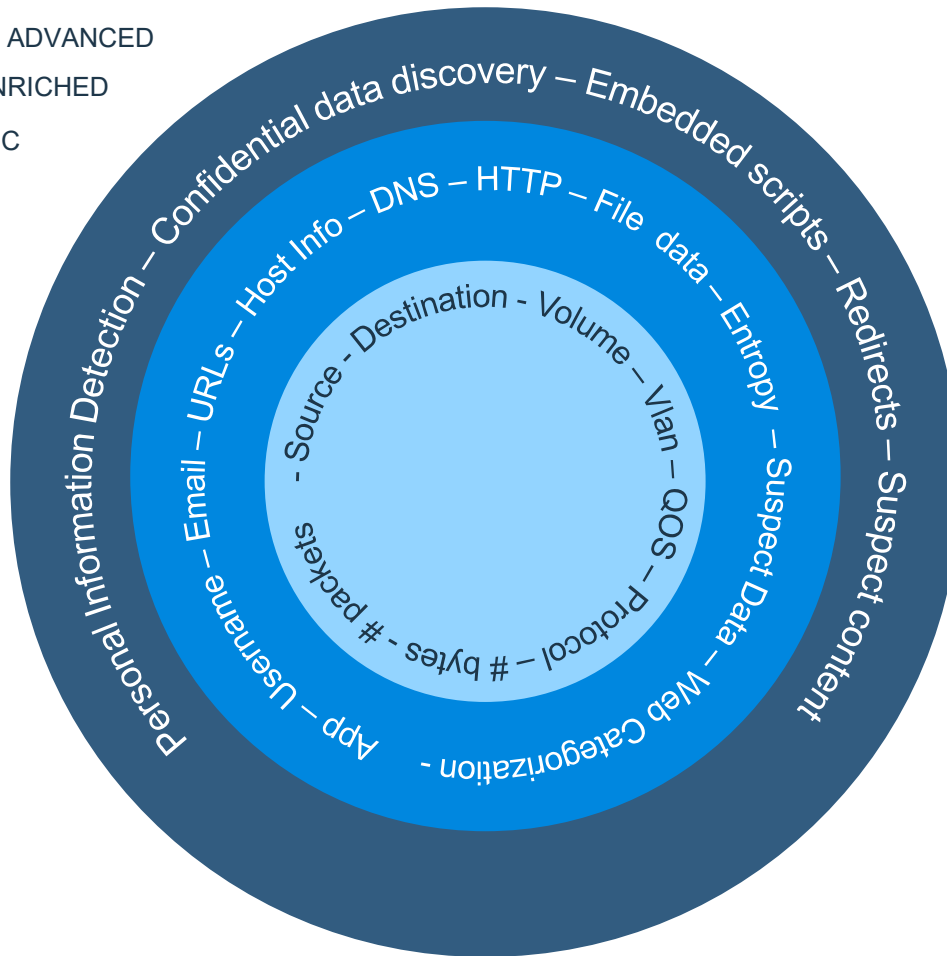 ADVANCED
NRICHED
C
Personal Information Detection – Confidential data discovery – Embedded scripts – Redirects – Suspect content
App – Username – Email – URLs – Host Info – DNS – HTTP – File data – Entropy – Suspect Data – Web Categorization -
- Source - Destination - Volume – Vlan – QOS – Protocol – # bytes - # packets